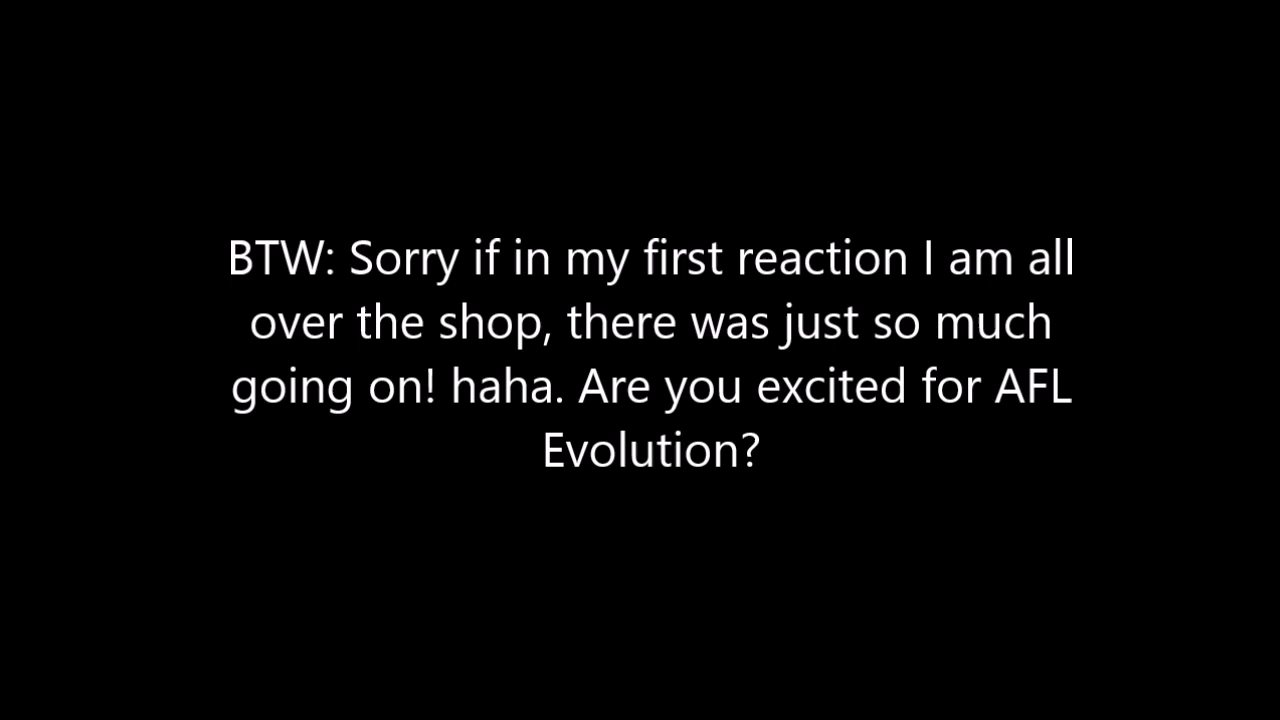 BTW: Sorry if in my first reaction I am all
over the shop, there was just so much
going on! haha. Are you excited for AFL
Evolution?